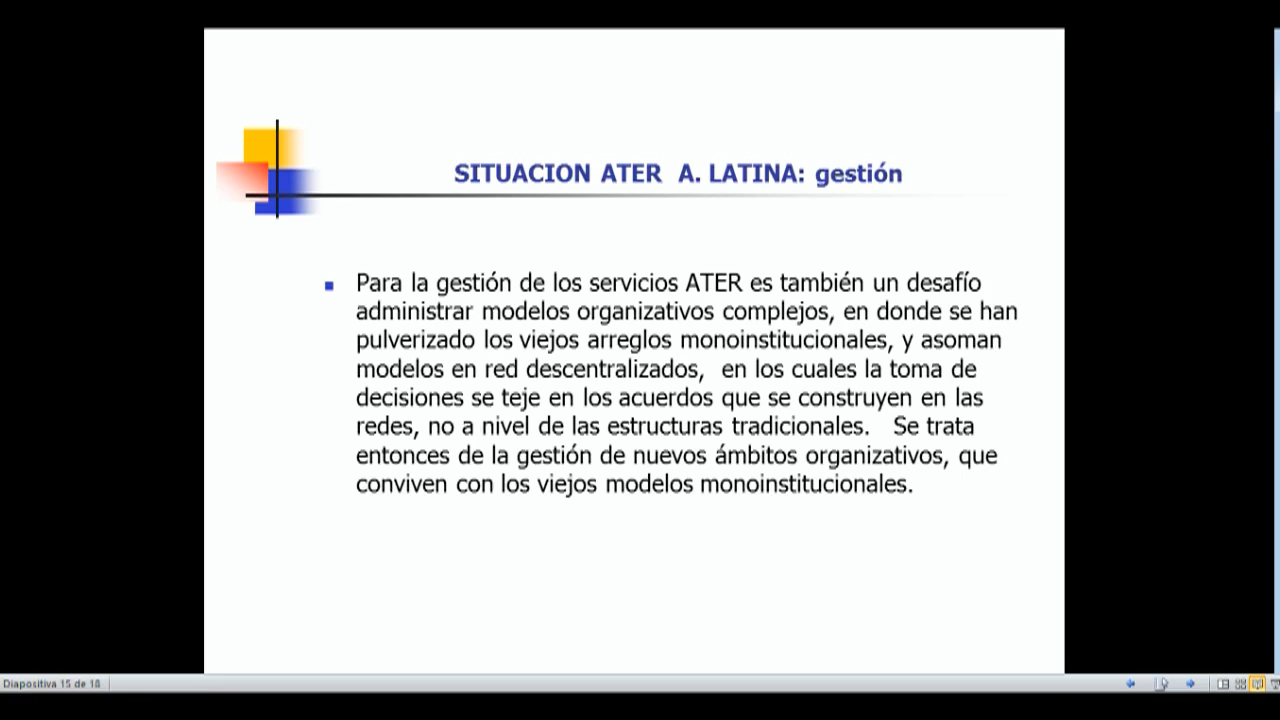 SITUACION ATER A. LATINA: gestión
Para la gestión de los servicios ATER es también un desafío
administrar modelos organizativos complejos, en donde se han
pulverizado los viejos arreglos monoinstitucionales, y asoman
modelos en red descentralizados, en los cuales la toma de
decisiones se teje en los acuerdos que se construyen en las
redes, no a nivel de las estructuras tradicionales. Se trata
entonces de la gestión de nuevos ámbitos organizativos, que
conviven con los viejos modelos monoinstitucionales.
Diapositiva 15 de 18